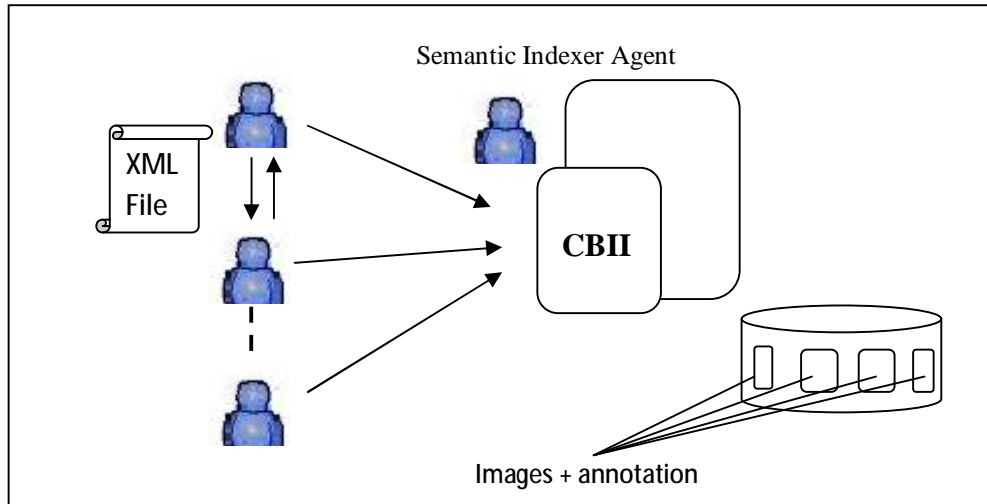 Semantic Indexer Agent
XML
File
CBII
Images + annotation